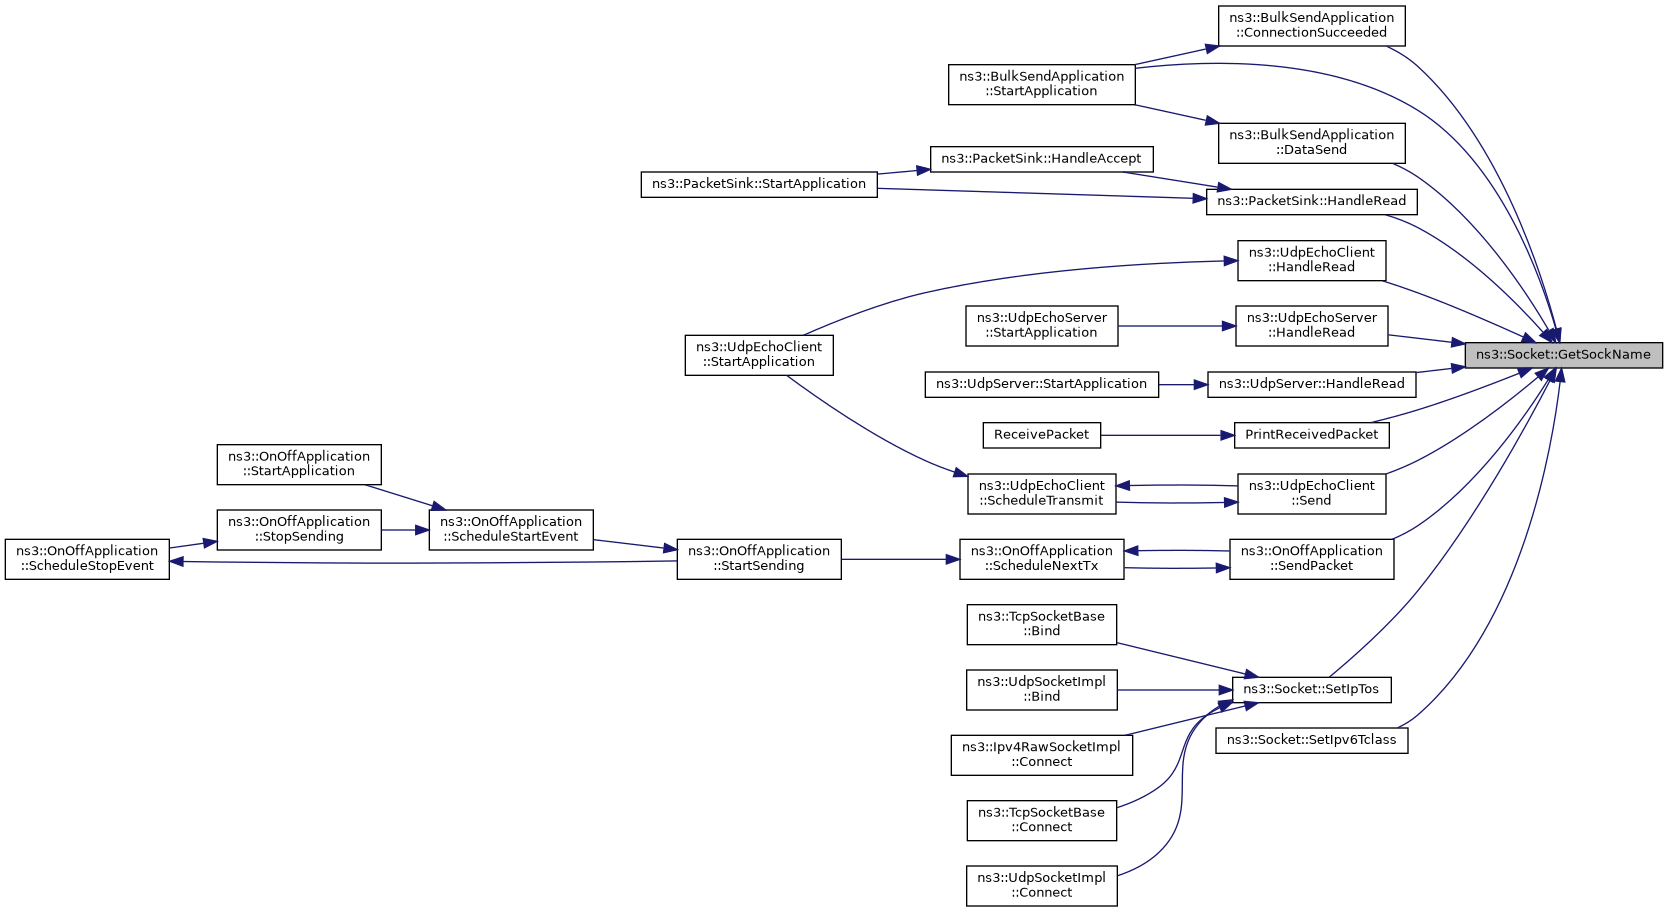 ns3::BulkSendApplication
::ConnectionSucceeded
ns3::BulkSendApplication
::StartApplication
ns3::BulkSendApplication
::DataSend
ns3::PacketSink::HandleAccept
ns3::PacketSink::StartApplication
ns3::PacketSink::HandleRead
ns3::UdpEchoClient
::HandleRead
ns3::UdpEchoServer
::StartApplication
ns3::UdpEchoServer
::HandleRead
ns3::UdpEchoClient
::StartApplication
ns3::Socket::GetSockName
ns3::UdpServer::StartApplication
ns3::UdpServer::HandleRead
ReceivePacket
PrintReceivedPacket
ns3::OnOffApplication
::StartApplication
ns3::UdpEchoClient
::ScheduleTransmit
ns3::UdpEchoClient
::Send
ns3::OnOffApplication
::StopSending
ns3::OnOffApplication
::ScheduleStartEvent
ns3::OnOffApplication
::ScheduleStopEvent
ns3::OnOffApplication
::StartSending
ns3::OnOffApplication
::ScheduleNextTx
ns3::OnOffApplication
::SendPacket
ns3::TcpSocketBase
::Bind
ns3::UdpSocketImpl
::Bind
ns3::Socket::SetIpTos
ns3::Ipv4RawSocketImpl
::Connect
ns3::Socket::SetIpv6Tclass
ns3::TcpSocketBase
::Connect
ns3::UdpSocketImpl
::Connect